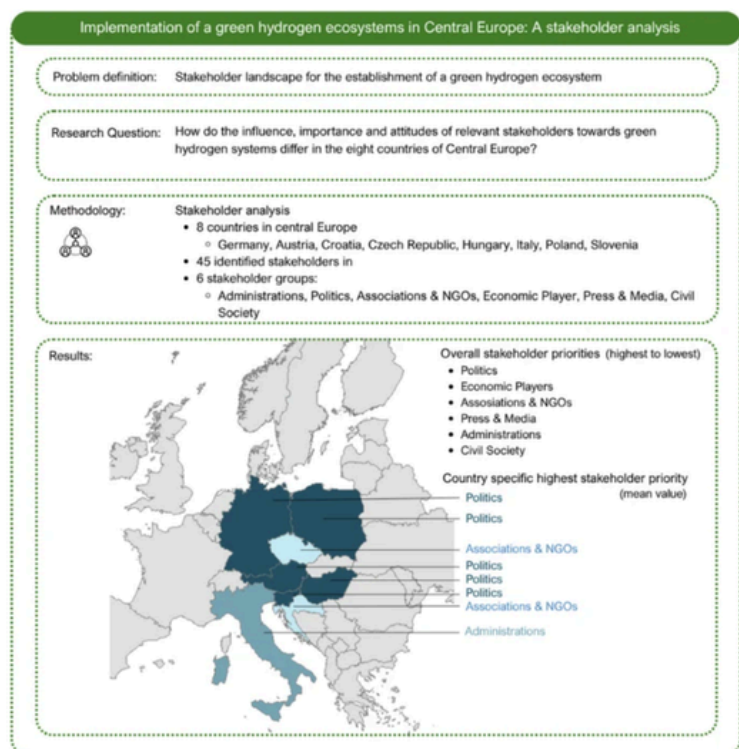 Implementation of a green hydrogen ecosystems in Central Europe: A stakeholder analysis
Problem definition: Stakeholder landscape for the establishment of a green hydrogen ecosystem
Research Question: How do the influence, importance and attitudes of relevant stakeholders towards green
hydrogen systems differ in the eight countries of Central Europe?
Methodology: Stakeholder analysis
• 8 countries in central Europe
○ Germany, Austria, Croatia, Czech Republic, Hungary, Italy, Poland, Slovenia
• 45 identified stakeholders in
• 6 stakeholder groups:
○ Administrations, Politics, Associations & NGOs, Economic Player, Press & Media, Civil
Society
Results:
Overall stakeholder priorities (highest to lowest)
• Politics
• Economic Players
• Assosiations & NGOs
• Press & Media
• Administrations
• Civil Society
Country specific highest stakeholder priority
(mean value)
Politics
Politics
Associations & NGOs
Politics
Politics
Politics
Associations & NGOs
Administrations